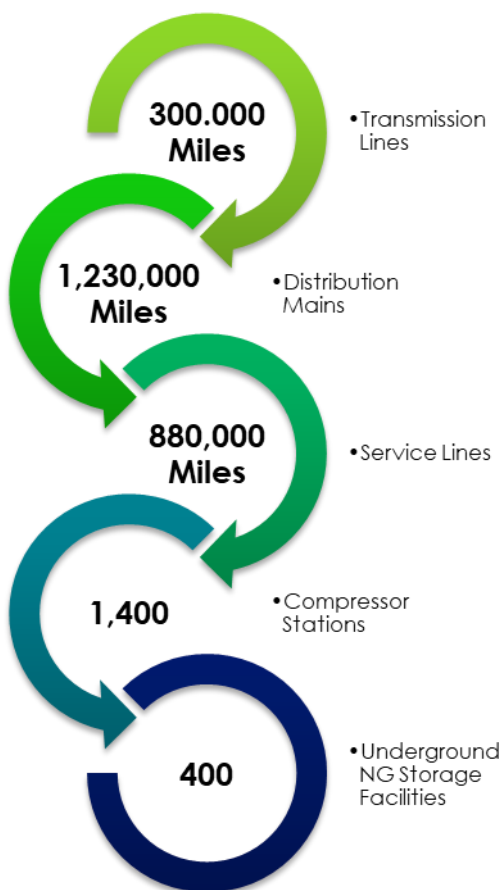 300.000
Miles
•Transmission
Lines
1,230,000
Miles
•Distribution
Mains
880,000
Miles
•Service Lines
1,400
•Compressor
Stations
400
•Underground
NG Storage
Facilities